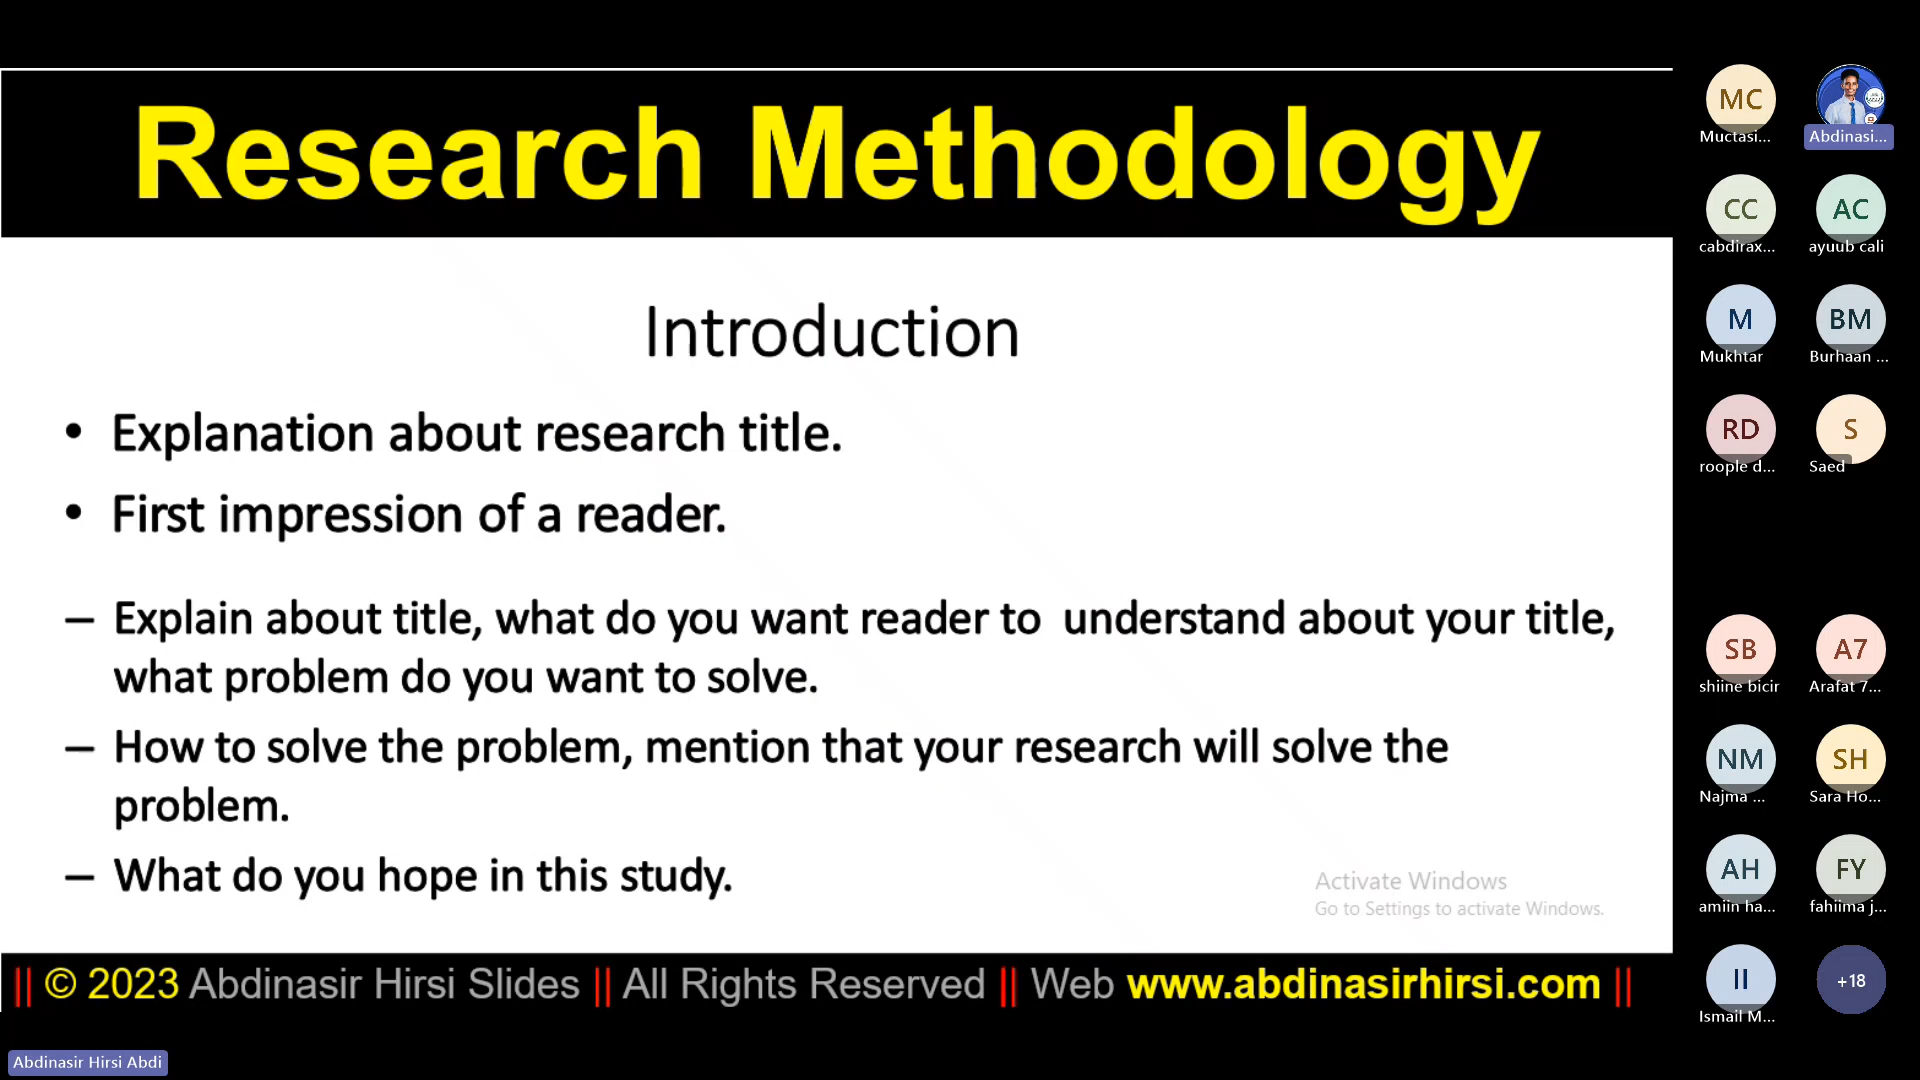 Research Methodology
Introduction
• Explanation about research title.
• First impression of a reader.
– Explain about title, what do you want reader to understand about your title,
what problem do you want to solve.
– How to solve the problem, mention that your research will solve the
problem.
– What do you hope in this study.
Activate Windows
Go to Settings to activate Windows.
|| © 2023 Abdinasir Hirsi Slides || All Rights Reserved || Web www.abdinasirhirsi.com ||
Abdinasir Hirsi Abdi
MC
Muctasi...
Abdinasi...
CC
cabdirax...
AC
ayuub cali
M
Mukhtar
BM
Burhaan ...
RD
roople d...
S
Saed
SB
shiine bicir
A7
Arafat 7...
NM
Najma ...
SH
Sara Ho...
AH
amiin ha...
FY
fahiima j...
II
Ismail M...
+18